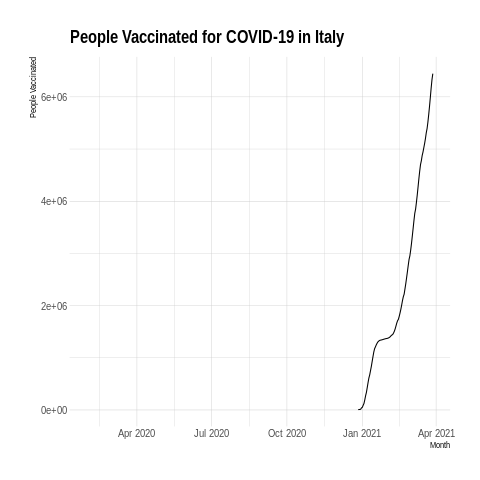 People Vaccinated for COVID-19 in Italy
People Vaccinated
6e+06
4e+06
2e+06
0e+00
Apr 2020 Jul 2020 Oct 2020 Jan 2021 Apr 2021
Month